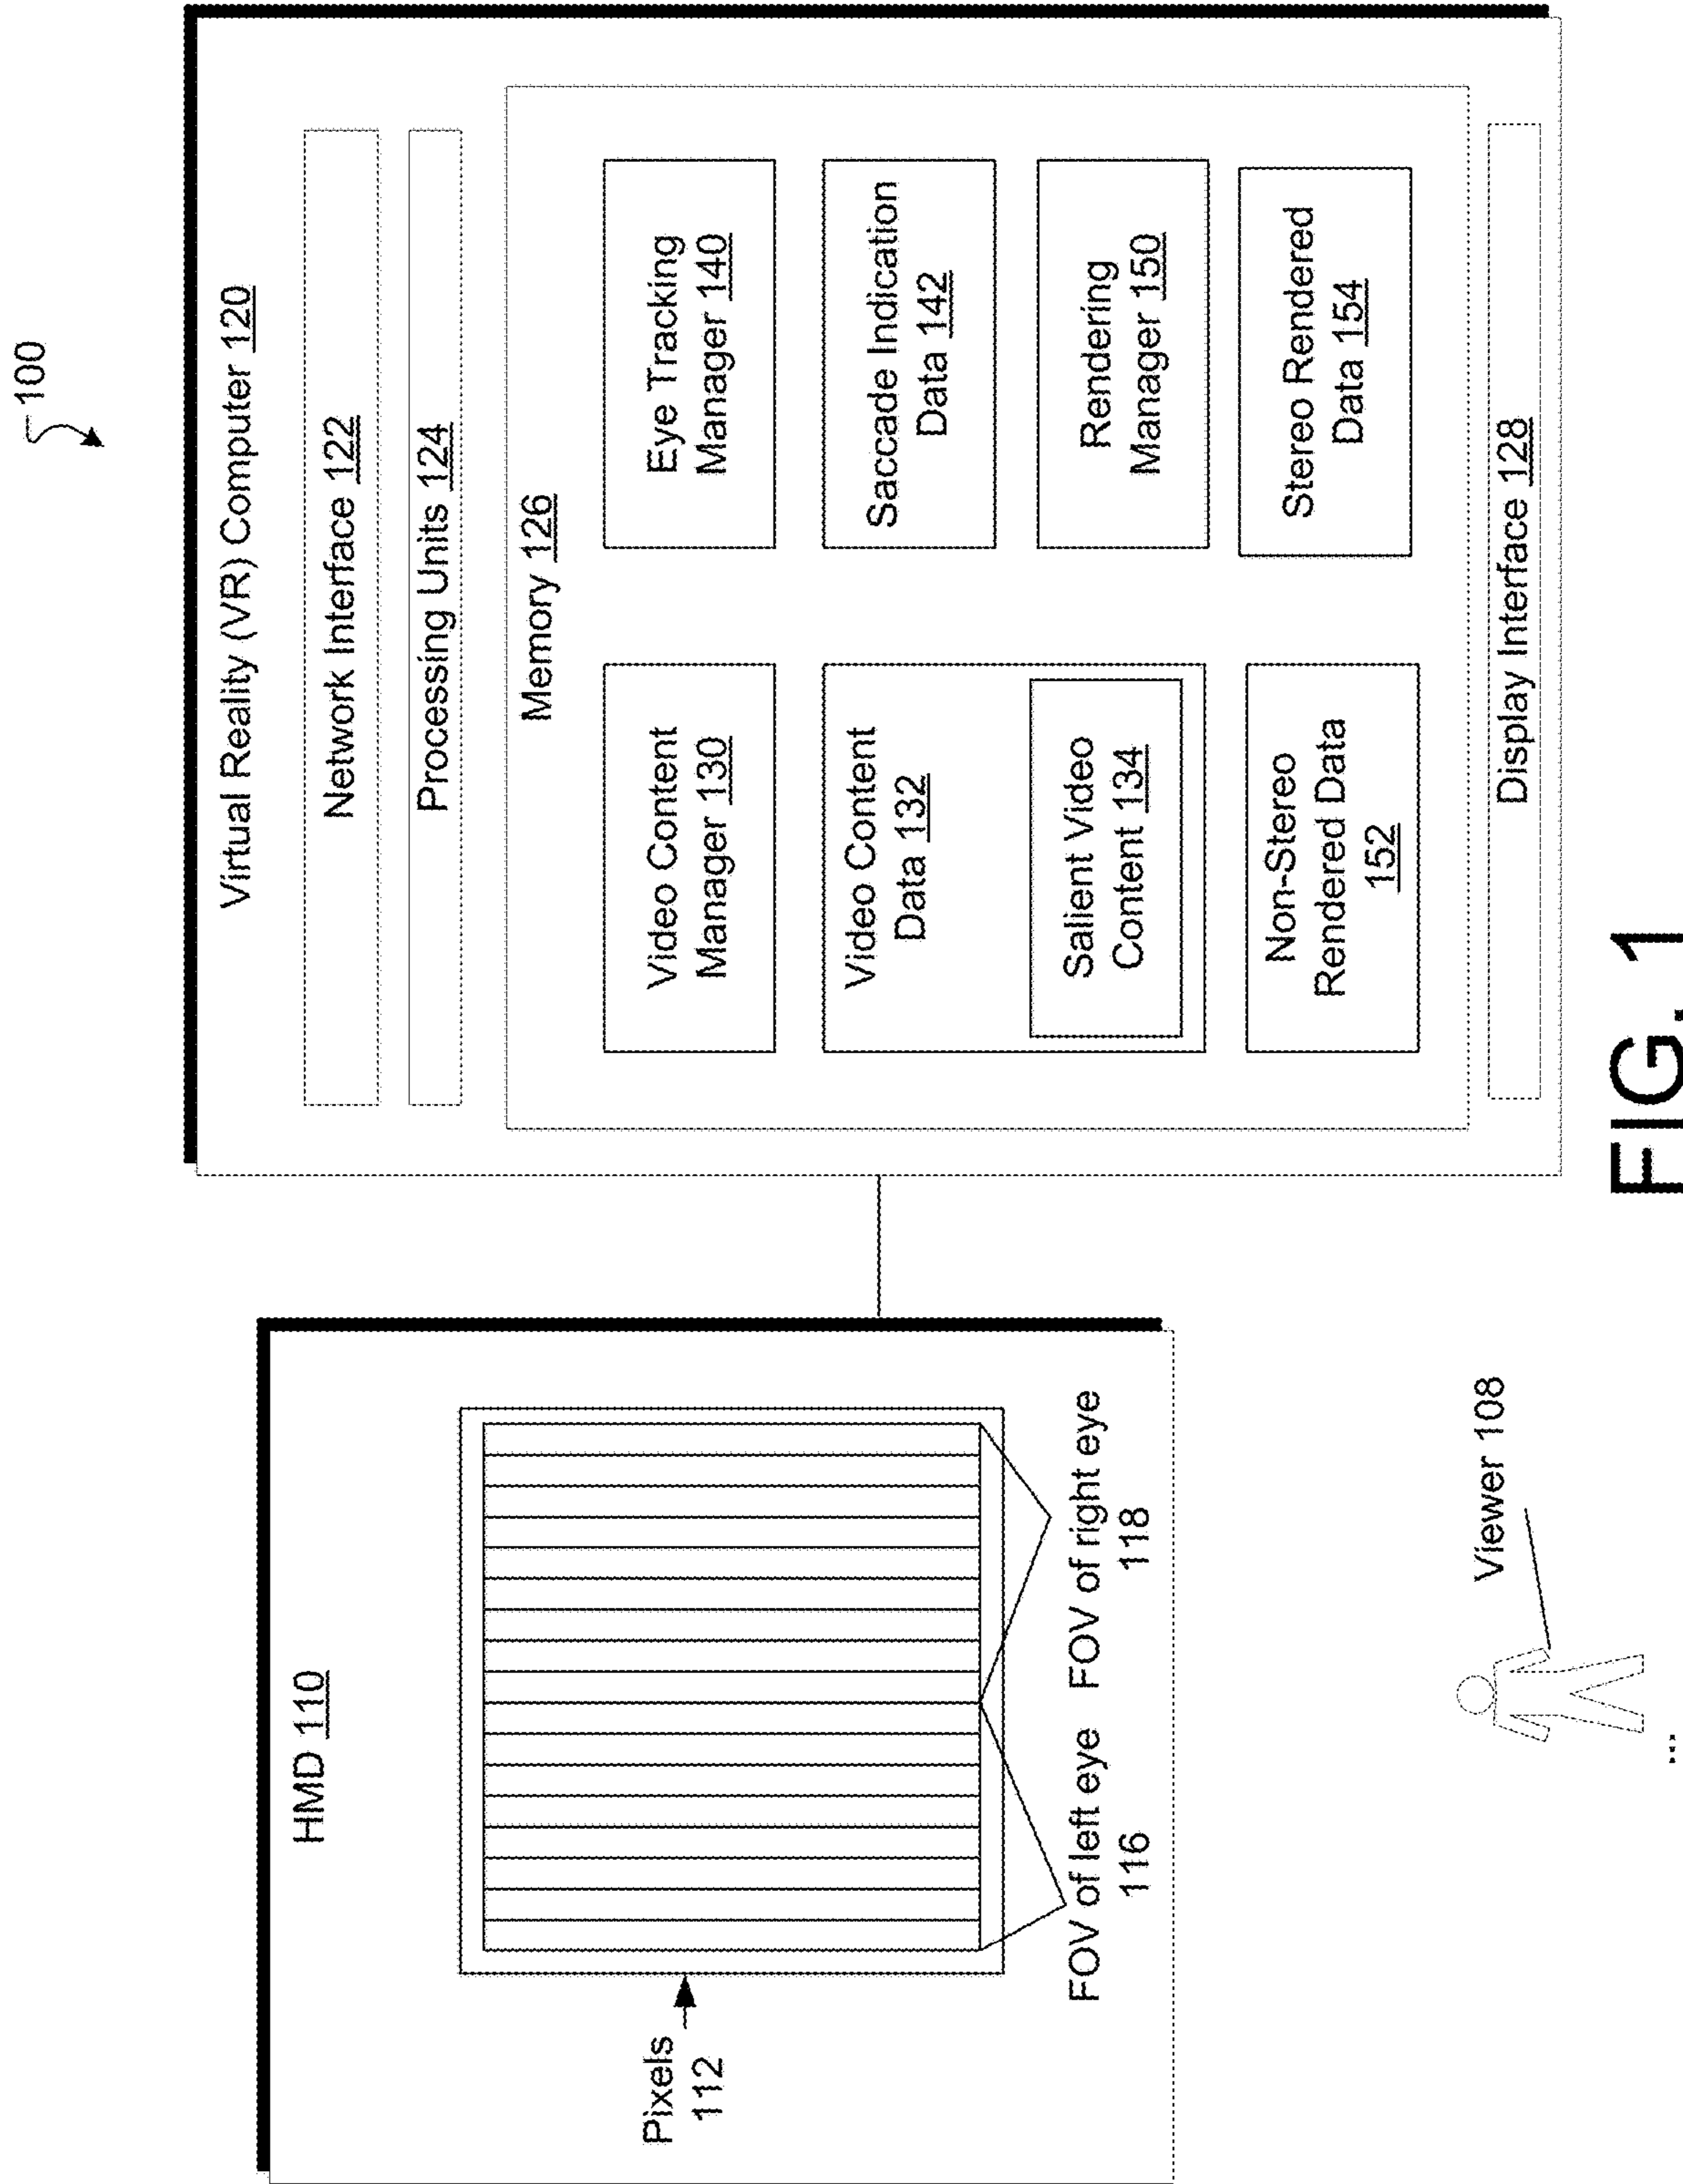 100
HMD 110
Pixels
112
FOV of left eye
116
FOV of right eye
118
Viewer 108
...
Virtual Reality (VR) Computer 120
Network Interface 122
Processing Units 124
Memory 126
Video Content
Manager 130
Eye Tracking
Manager 140
Video Content
Data 132
Salient Video
Content 134
Saccade Indication
Data 142
Rendering
Manager 150
Non-Stereo
Rendered Data
152
Stereo Rendered
Data 154
Display Interface 128
FIG. 1